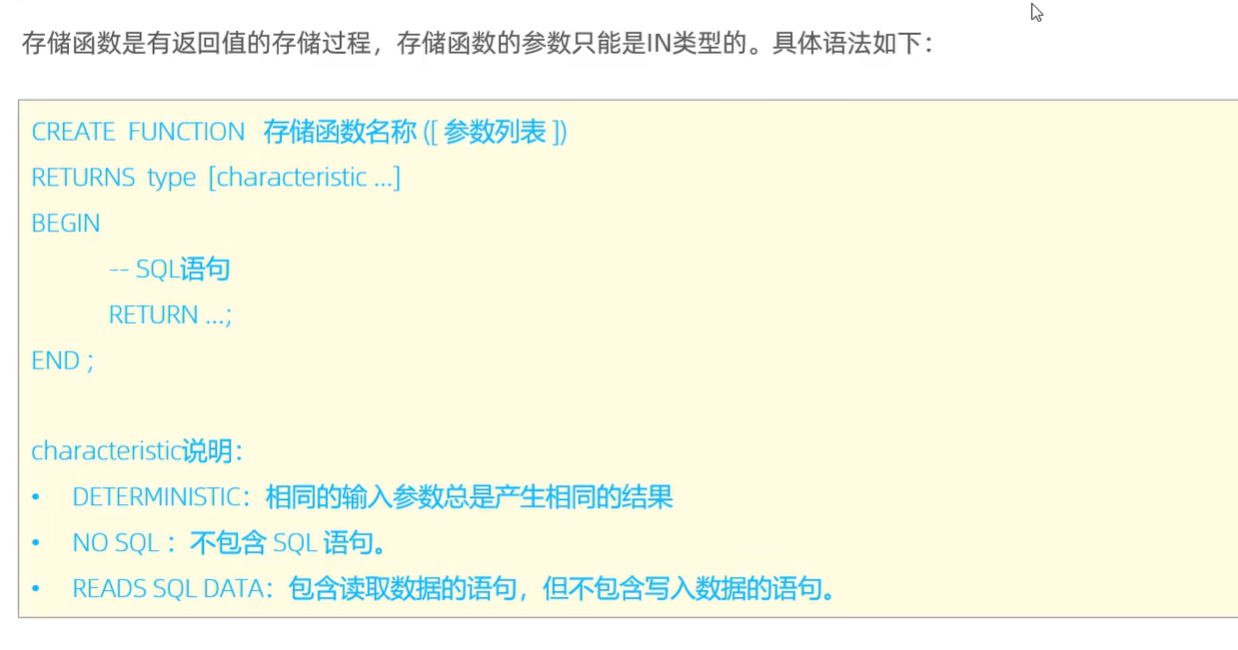 存储函数是有返回值的存储过程，存储函数的参数只能是IN类型的。具体语法如下：
CREATE FUNCTION 存储函数名称 ([ 参数列表 ])
RETURNS type [characteristic ...]
BEGIN
-- SQL语句
RETURN ...;
END ;
characteristic说明：
• DETERMINISTIC：相同的输入参数总是产生相同的结果
• NO SQL ：不包含 SQL 语句。
• READS SQL DATA：包含读取数据的语句，但不包含写入数据的语句。